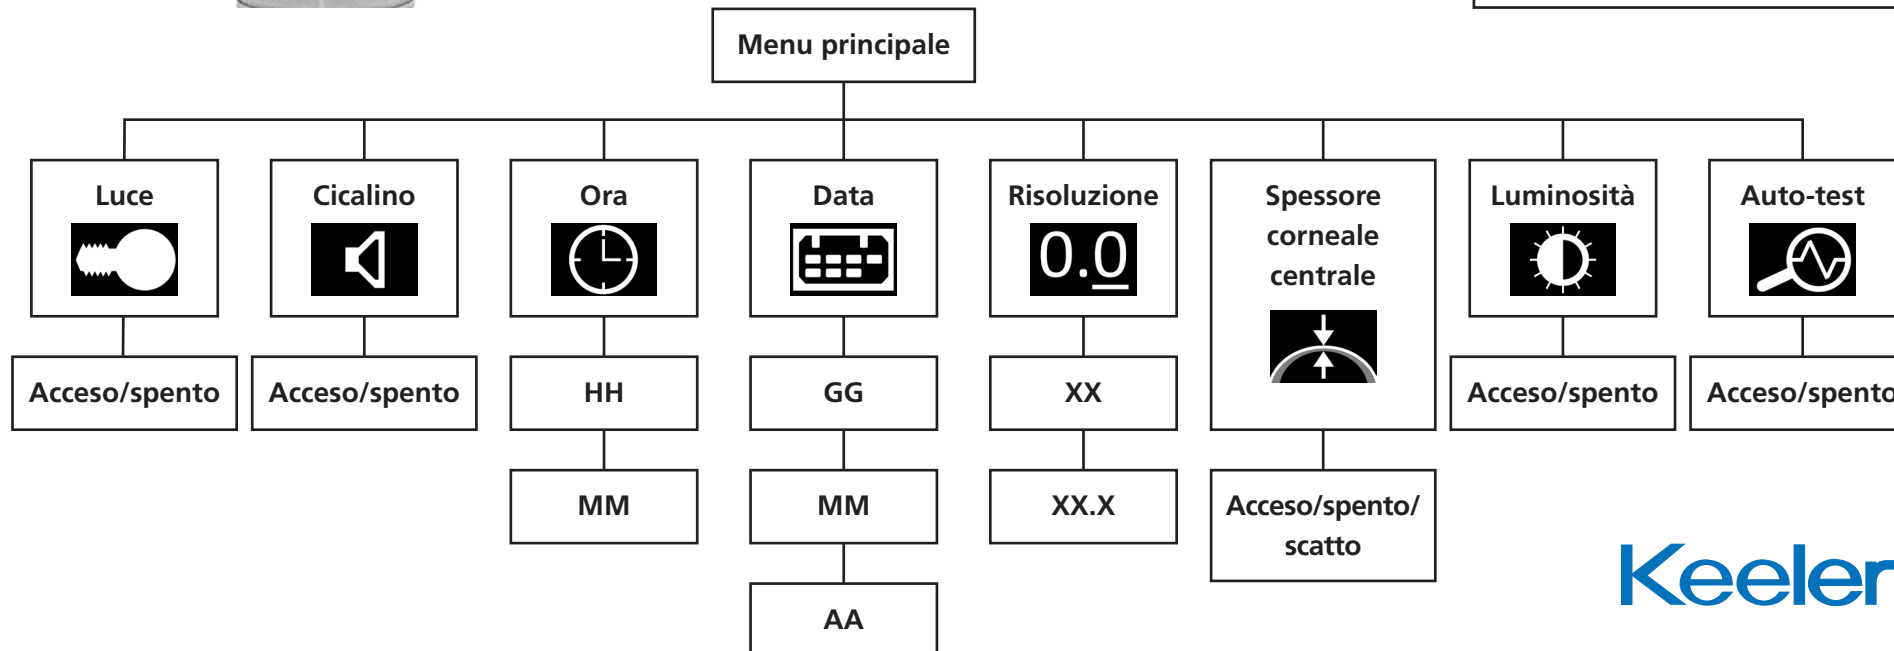 Menu principale
Luce
Cicalino
Ora
Data
Risoluzione
0.0
Spessore
corneale
centrale
Luminosità
Auto-test
Acceso/spento
Acceso/spento
HH
GG
XX
Acceso/spento
Acceso/spento
MM
MM
XX.X
Acceso/spento/
scatto
AA
Keeler